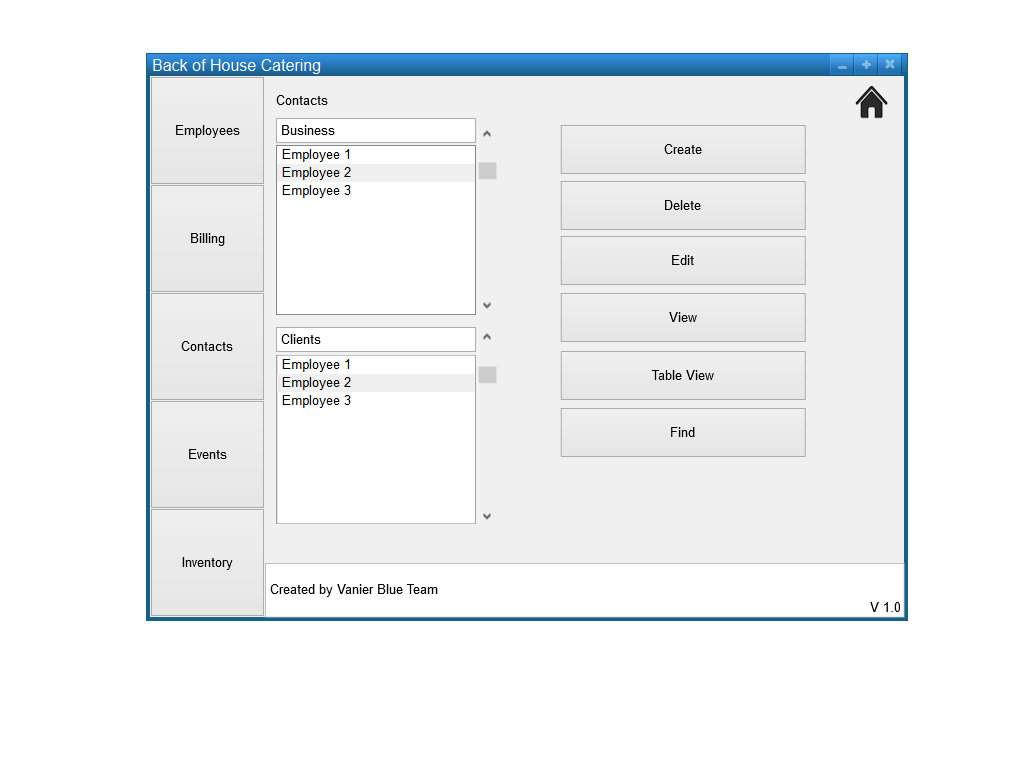 Back of House Catering
Employees
Billing
Contacts
Events
Inventory
Contacts
Business
Employee 1
Employee 2
Employee 3
Clients
Employee 1
Employee 2
Employee 3
Create
Delete
Edit
View
Table View
Find
Created by Vanier Blue Team
V 1.0